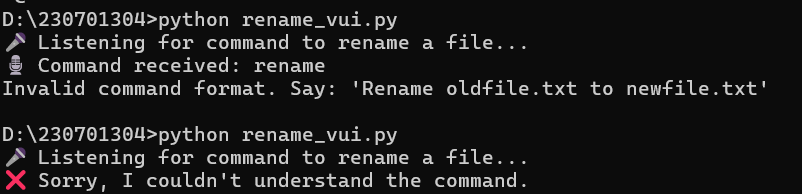 D:\230701304>python rename_vui.py
🎤 Listening for command to rename a file...
🎙️ Command received: rename
Invalid command format. Say: 'Rename oldfile.txt to newfile.txt'
D:\230701304>python rename_vui.py
🎤 Listening for command to rename a file...
❌ Sorry, I couldn't understand the command.